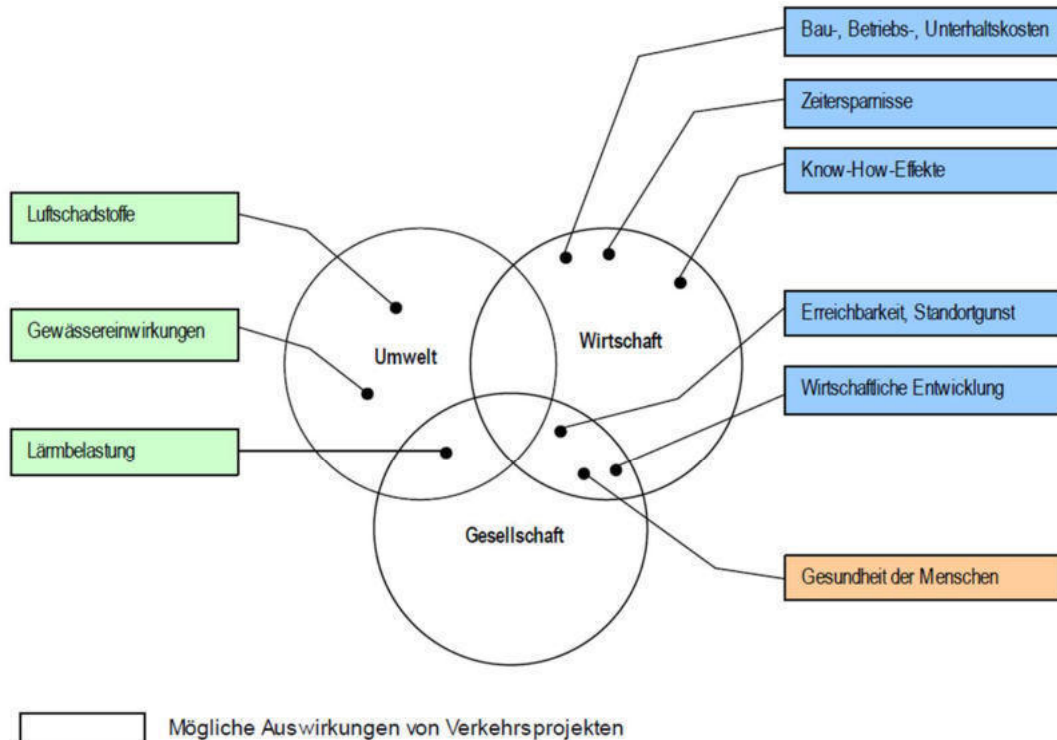 Bau-, Betriebs-, Unterhaltskosten
Zeitersparnisse
Know-How-Effekte
Luftschadstoffe
Gewässereinwirkungen
Lärmbelastung
Umwelt
Wirtschaft
Gesellschaft
Erreichbarkeit, Standortgunst
Wirtschaftliche Entwicklung
Gesundheit der Menschen
Mögliche Auswirkungen von Verkehrsprojekten